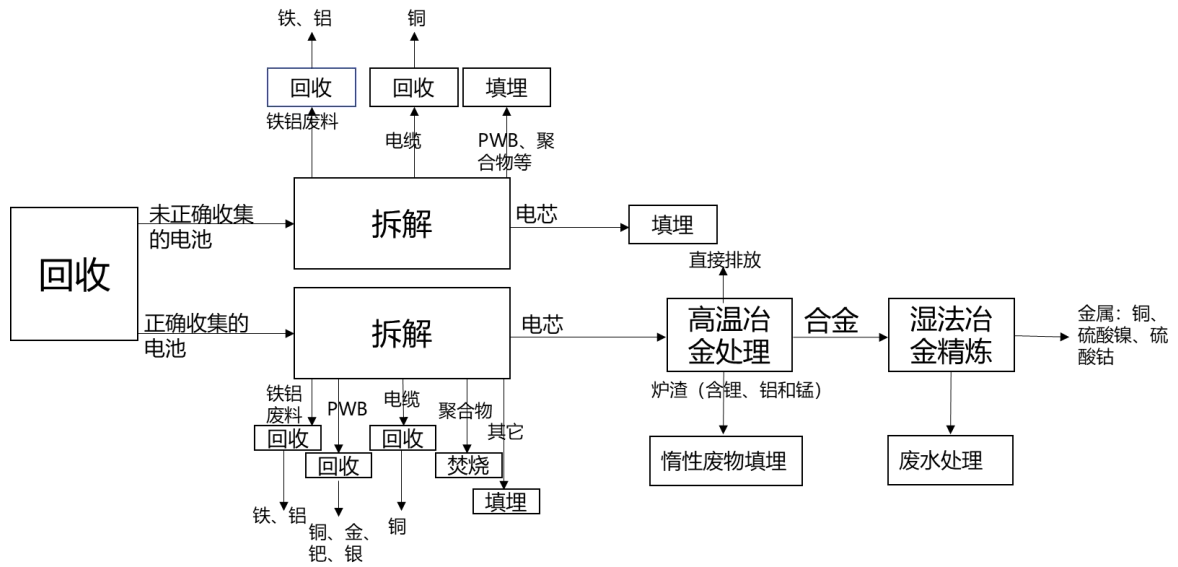 铁、铝
铜
回收
回收
填埋
铁铝废料
电缆
PWB、聚
合物等
回收
未正确收集
的电池
拆解
电芯
填埋
正确收集的
电池
拆解
电芯
直接排放
高温冶
金处理
合金
湿法冶
金精炼
金属：铜、
硫酸镍、硫
酸钴
炉渣（含锂、铝和锰）
惰性废物填埋
废水处理
铁铝
废料
PWB
电缆
聚合物
其它
回收
回收
回收
焚烧
填埋
铁、铝
铜、金、
钯、银
铜